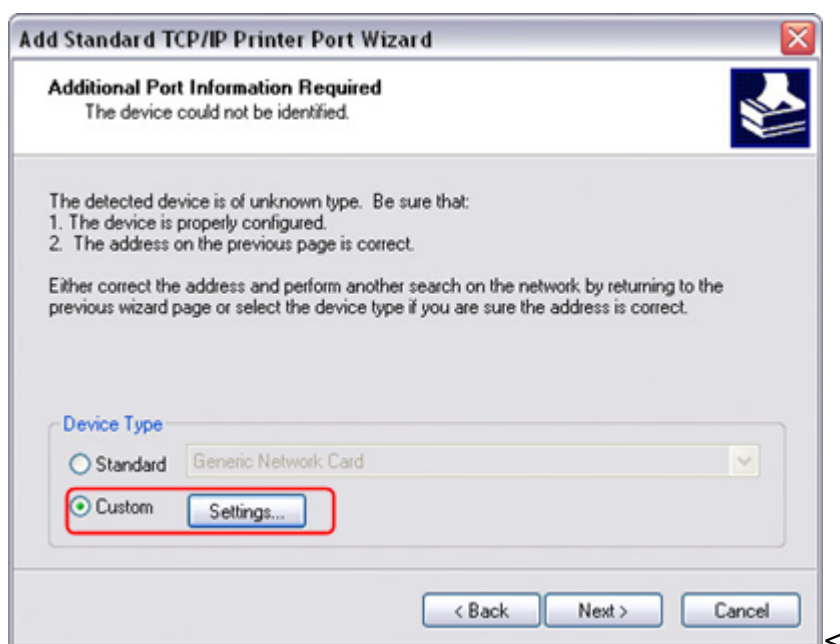 Add Standard TCP/IP Printer Port Wizard
Additional Port Information Required
The device could not be identified.
The detected device is of unknown type.  Be sure that:
1. The device is properly configured.
2.  The address on the previous page is correct.
Either correct the address and perform another search on the network by returning to the
previous wizard page or select the device type if you are sure the address is correct.
Device Type
Standard
Generic Network Card
Custom
Settings...
< Back
Next >
Cancel
<